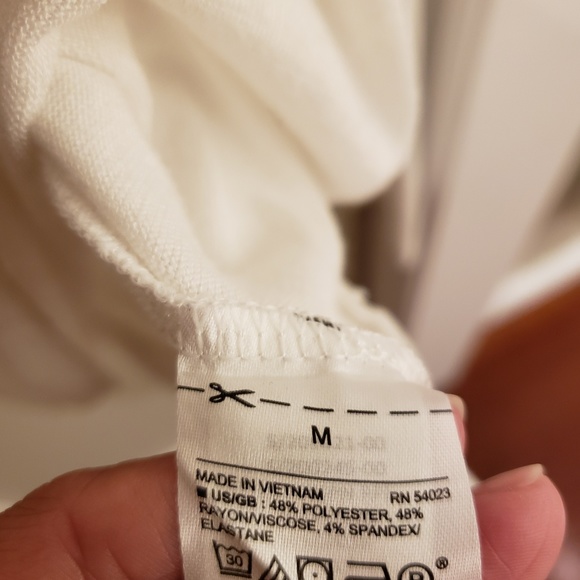 M
MADE IN VIETNAM RN 54023
US/GB : 48% POLYESTER, 48%
RAYON/VISCOSE, 4% SPANDEX/
ELASTANE
30 P ®